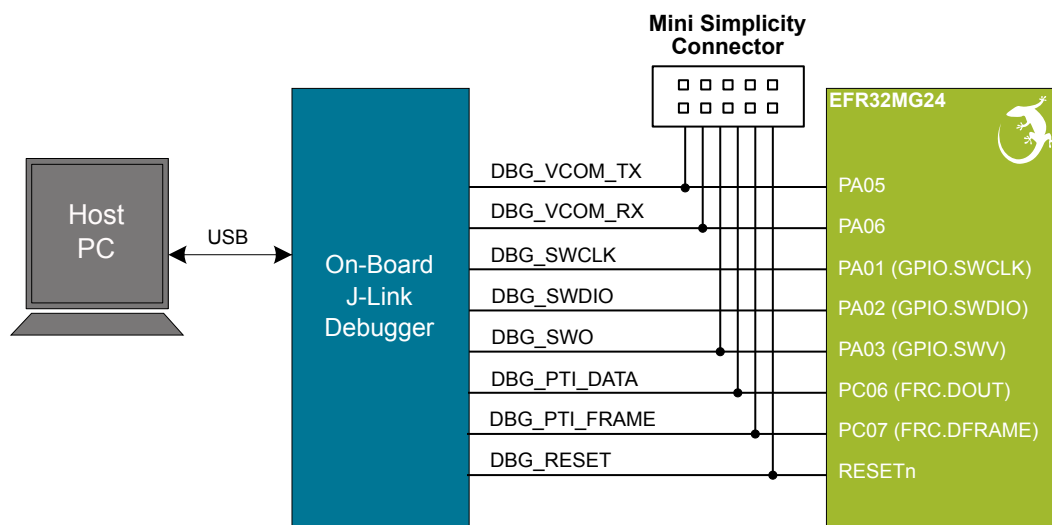 Mini Simplicity
Connector
EFR32MG24
Host
PC
USB
On-Board
J-Link
Debugger
DBG_VCOM_TX
PA05
DBG_VCOM_RX
PA06
DBG_SWCLK
PA01 (GPIO.SWCLK)
DBG_SWDIO
PA02 (GPIO.SWDIO)
DBG_SWO
PA03 (GPIO.SWV)
DBG_PTI_DATA
PC06 (FRC.DOUT)
DBG_PTI_FRAME
PC07 (FRC.DFRAME)
DBG_RESET
RESETn